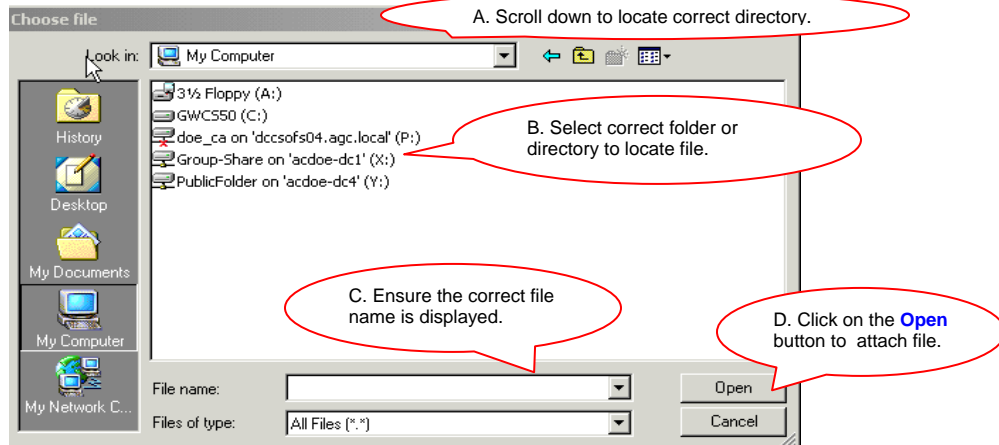 Choose file
A. Scroll down to locate correct directory.
Look in:
My Computer
3½ Floppy (A:)
GWCS50 (C:)
doe_ca on 'dccsofs04.agc.local' (P:)
Group-Share on 'acdoe-dc1' (X:)
PublicFolder on 'acdoe-dc4' (Y:)
B. Select correct folder or
directory to locate file.
History
Desktop
My Documents
My Computer
My Network C...
C. Ensure the correct file
name is displayed.
D. Click on the Open
button to attach file.
File name:
Open
Files of type:
All Files (*.*)
Cancel